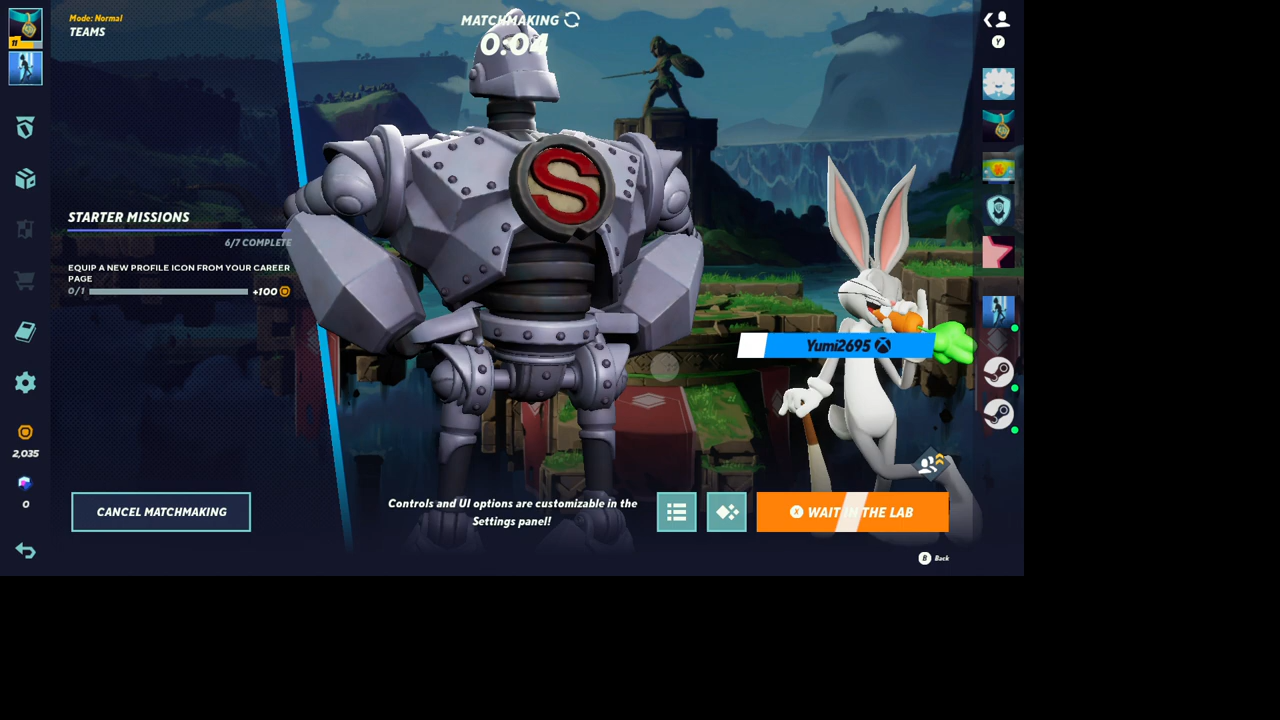 Mode: Normal
TEAMS
MATCHMAKING
0:04
11
Y
S
STARTER MISSIONS
6/7 COMPLETE
EQUIP A NEW PROFILE ICON FROM YOUR CAREER
PAGE
0/1
+100
Yumi2695
2,035
0
CANCEL MATCHMAKING
Controls and UI options are customizable in the
Settings panel!
X WAIT IN THE LAB
B Back